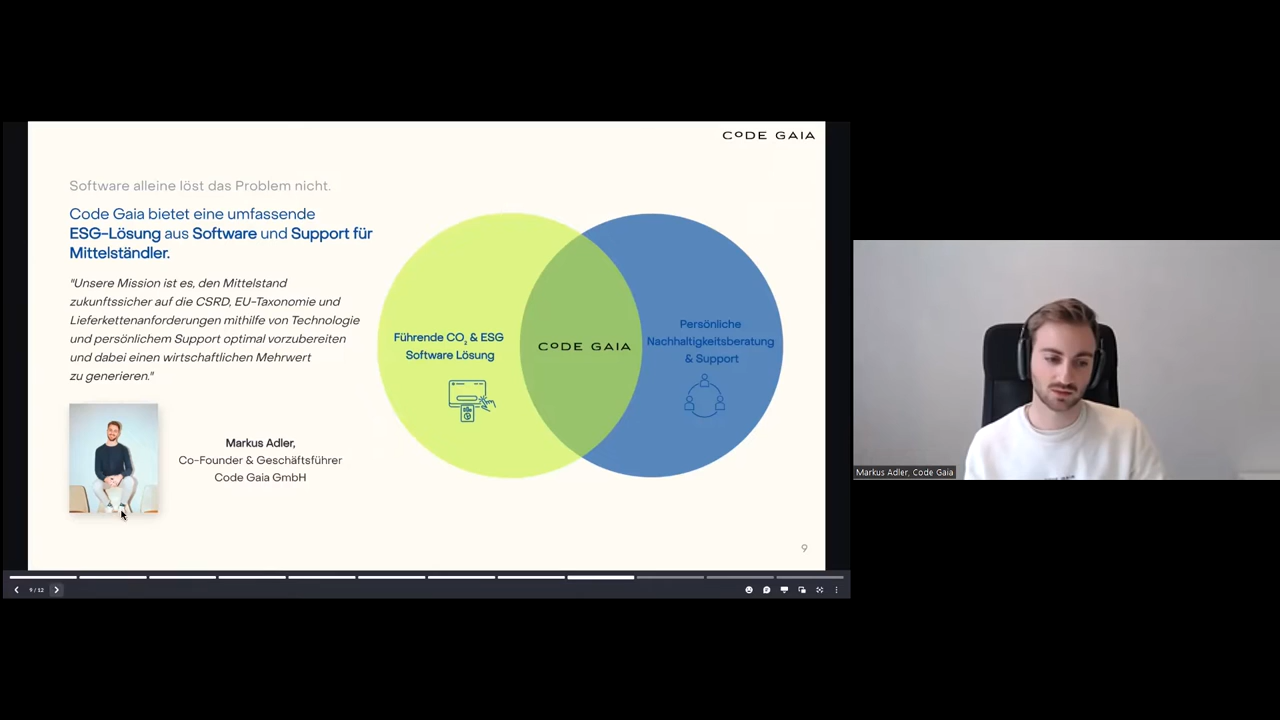 CODE GAIA
Software alleine löst das Problem nicht.
Code Gaia bietet eine umfassende
ESG-Lösung aus Software und Support für
Mittelständler.
"Unsere Mission ist es, den Mittelstand
zukunftssicher auf die CSRD, EU-Taxonomie und
Lieferkettenanforderungen mithilfe von Technologie
und persönlichem Support optimal vorzubereiten
und dabei einen wirtschaftlichen Mehrwert
zu generieren."
Markus Adler,
Co-Founder & Geschäftsführer
Code Gaia GmbH
Führende CO₂ & ESG
Software Lösung
CODE GAIA
Persönliche
Nachhaltigkeitsberatung
& Support
9
9 / 12
Markus Adler, Code Gaia